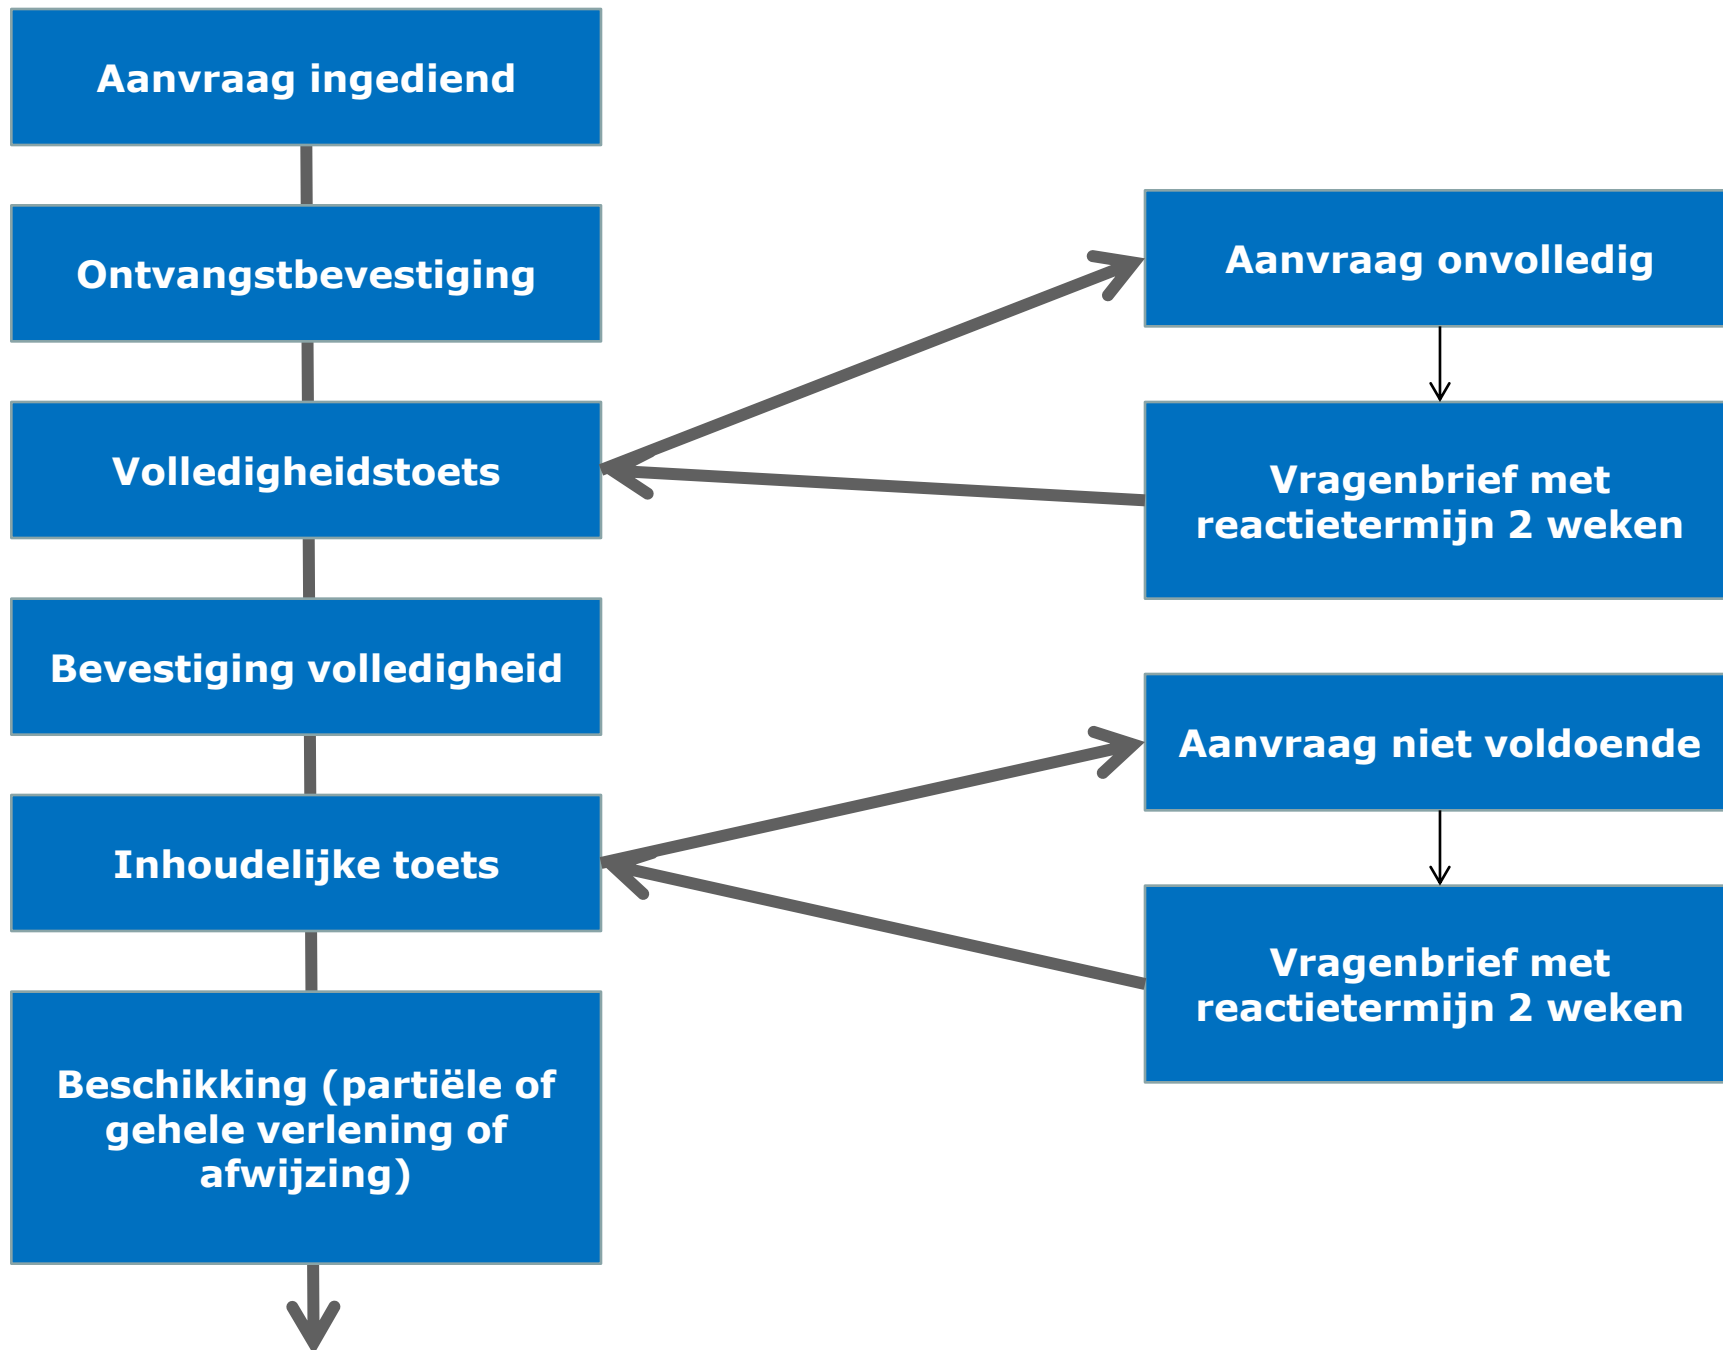 Aanvraag ingediend
Ontvangstbevestiging
Volledigheidstoets
Bevestiging volledigheid
Inhoudelijke toets
Beschikking (partiële of
gehele verlening of
afwijzing)
Aanvraag onvolledig
Vragenbrief met
reactietermijn 2 weken
Aanvraag niet voldoende
Vragenbrief met
reactietermijn 2 weken